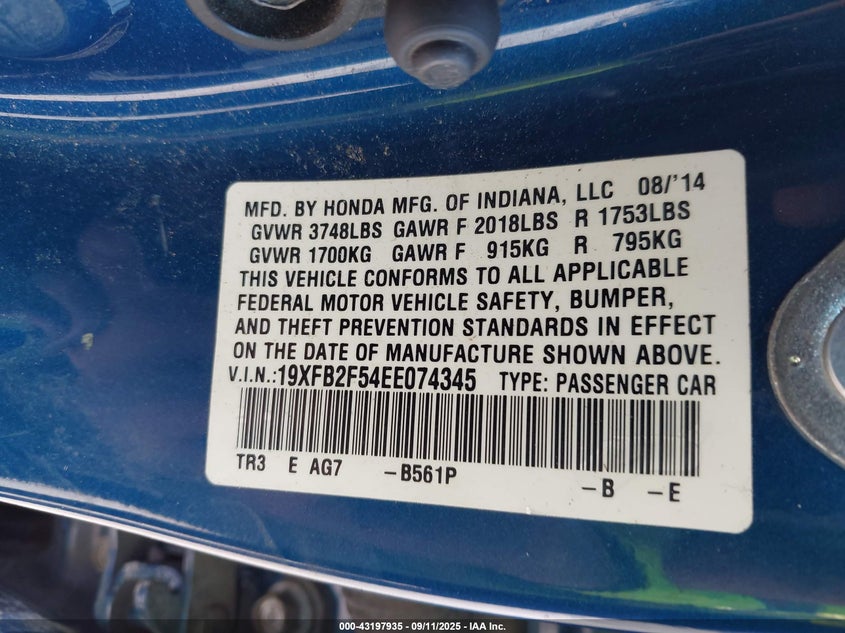 MFD. BY HONDA MFG. OF INDIANA, LLC 08/'14
GVWR 3748LBS GAWR F 2018LBS R 1753LBS
GVWR 1700KG GAWR F 915KG R 795KG
THIS VEHICLE CONFORMS TO ALL APPLICABLE
FEDERAL MOTOR VEHICLE SAFETY, BUMPER,
AND THEFT PREVENTION STANDARDS IN EFFECT
ON THE DATE OF MANUFACTURE SHOWN ABOVE.
V.I.N.:19XFB2F54EE074345 TYPE: PASSENGER CAR
TR3 E AG7 -B561P -B -E
000-43197935 - 09/11/2025 - IAA Inc.